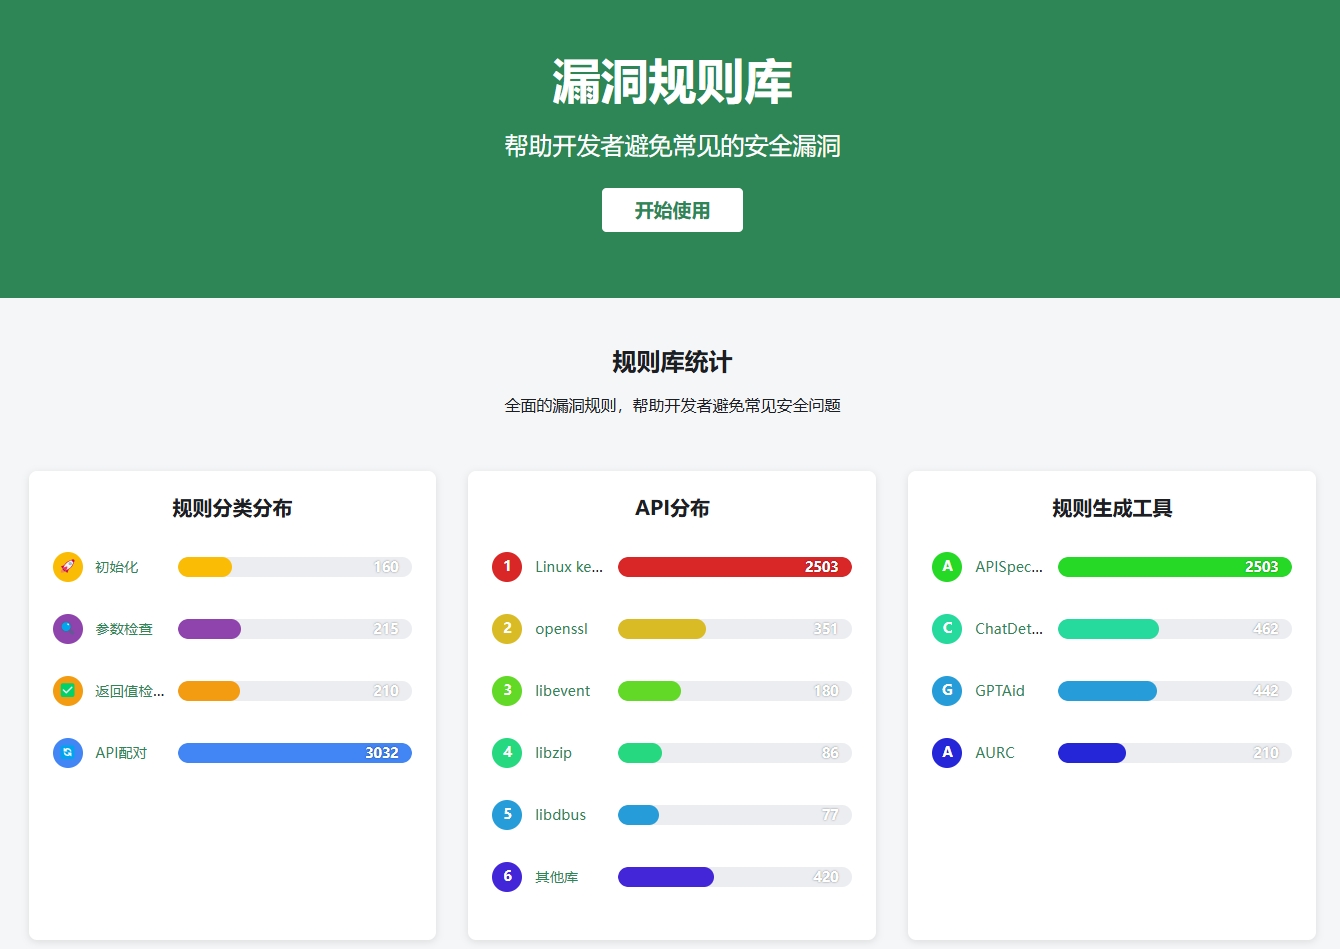 漏洞规则库
帮助开发者避免常见的安全漏洞
开始使用
规则库统计
全面的漏洞规则，帮助开发者避免常见安全问题
规则分类分布
初始化 160
参数检查 215
返回值检... 210
API配对 3032
API分布
1 Linux ke... 2503
2 openssl 351
3 libevent 180
4 libzip 86
5 libdbus 77
6 其他库 420
规则生成工具
A APISpec... 2503
C ChatDet... 462
G GPTAid 442
A AURC 210